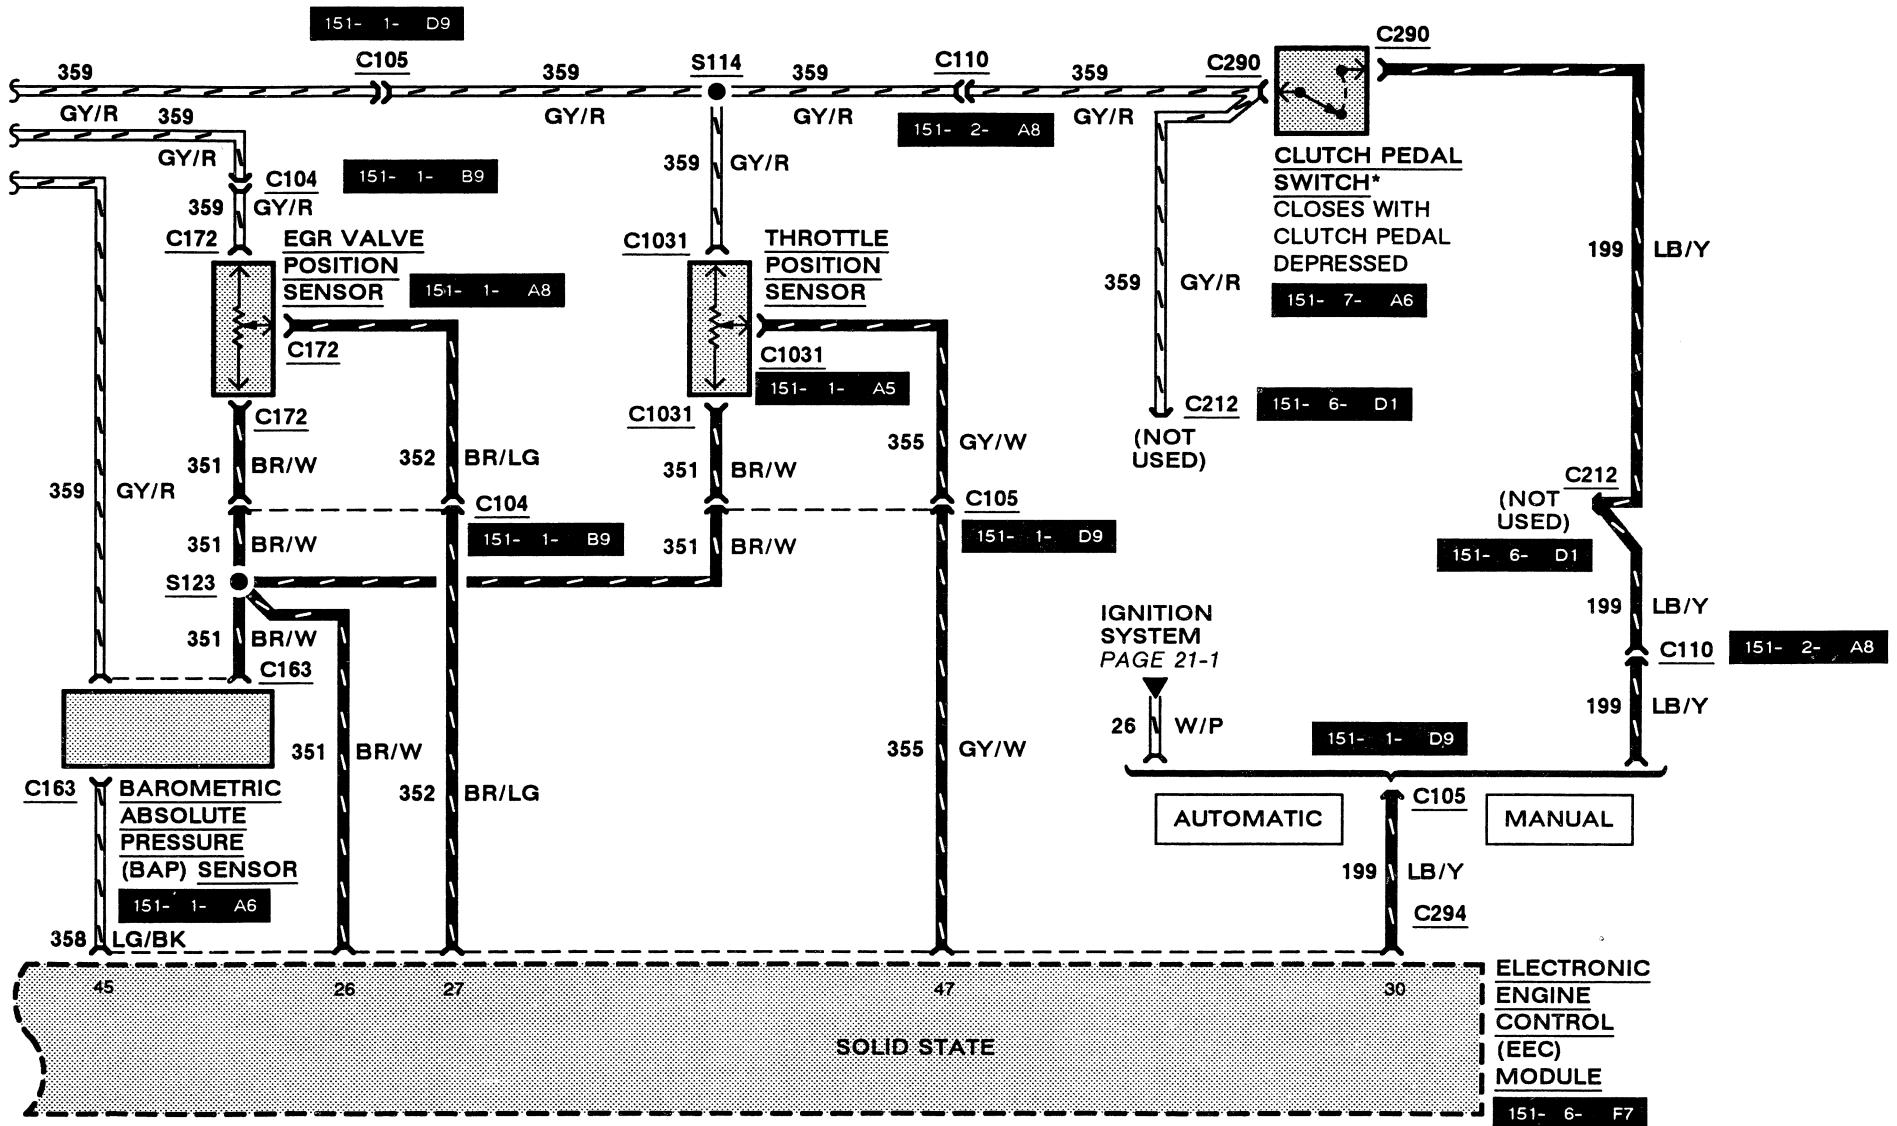 151- 1- D9
C290
359
C105
359
S114
359
C110
359
C290
GY/R
359
GY/R
GY/R
151- 2- A8
GY/R
GY/R
C104
151- 1- B9
359
GY/R
CLUTCH PEDAL
SWITCH*
CLOSES WITH
CLUTCH PEDAL
DEPRESSED
151- 7- A6
359
GY/R
C172
EGR VALVE
POSITION
SENSOR
151- 1- A8
C1031
THROTTLE
POSITION
SENSOR
359
GY/R
199
LB/Y
C172
C1031
151- 1- A5
C172
C1031
C212
151- 6- D1
(NOT
USED)
351
BR/W
352
BR/LG
351
BR/W
355
GY/W
359
GY/R
C104
151- 1- B9
C105
151- 1- D9
C212
(NOT
USED)
151- 6- D1
351
BR/W
351
BR/W
S123
351
BR/W
C163
IGNITION
SYSTEM
PAGE 21-1
199
LB/Y
C110
151- 2- A8
199
LB/Y
26
W/P
151- 1- D9
351
BR/W
355
GY/W
C163
BAROMETRIC
ABSOLUTE
PRESSURE
(BAP) SENSOR
151- 1- A6
352
BR/LG
C105
AUTOMATIC
MANUAL
199
LB/Y
C294
358
LG/BK
45
26
27
47
30
SOLID STATE
ELECTRONIC
ENGINE
CONTROL
(EEC)
MODULE
151- 6- F7